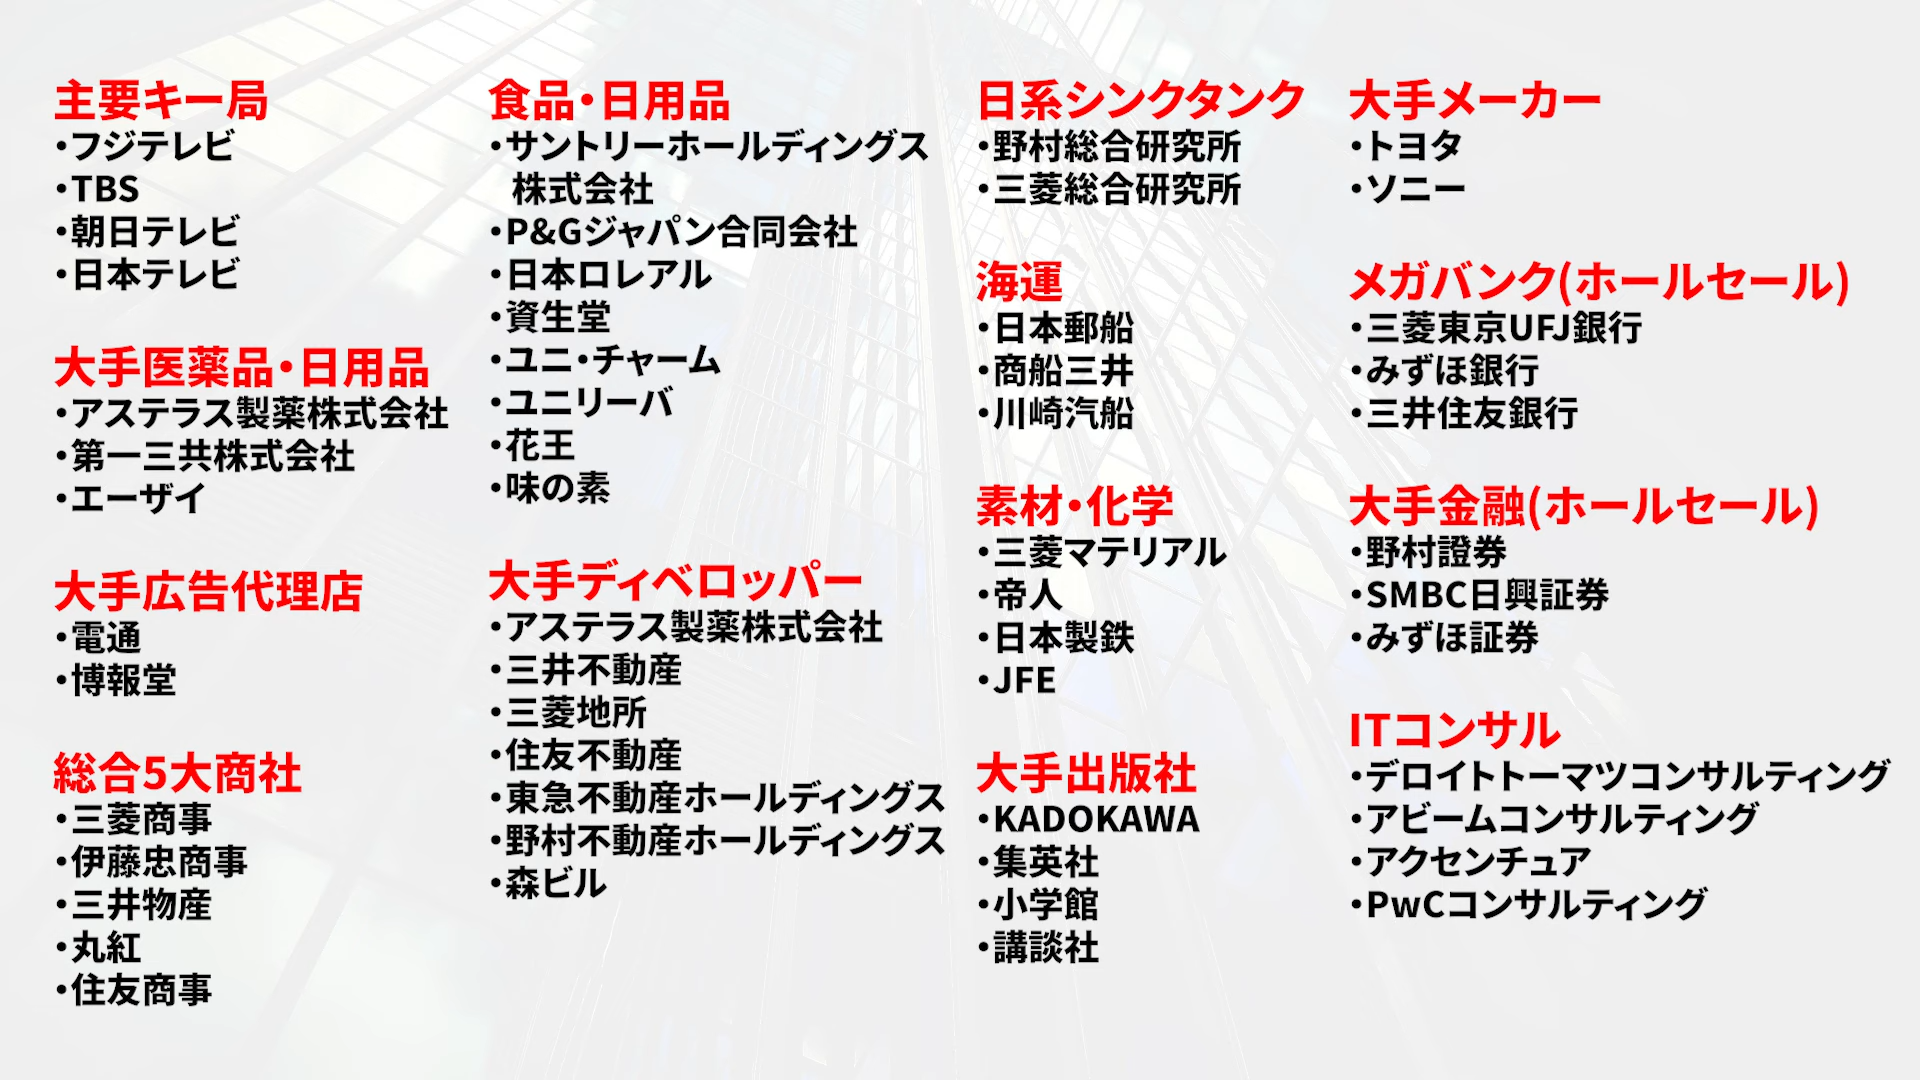 主要キー局
・フジテレビ
・TBS
・朝日テレビ
・日本テレビ
大手医薬品・日用品
・アステラス製薬株式会社
・第一三共株式会社
・エーザイ
大手広告代理店
・電通
・博報堂
総合5大商社
・三菱商事
・伊藤忠商事
・三井物産
・丸紅
・住友商事
食品・日用品
・サントリーホールディングス
株式会社
・P&Gジャパン合同会社
・日本ロレアル
・資生堂
・ユニ・チャーム
・ユニリーバ
・花王
・味の素
大手ディベロッパー
・アステラス製薬株式会社
・三井不動産
・三菱地所
・住友不動産
・東急不動産ホールディングス
・野村不動産ホールディングス
・森ビル
日系シンクタンク
・野村総合研究所
・三菱総合研究所
海運
・日本郵船
・商船三井
・川崎汽船
素材・化学
・三菱マテリアル
・帝人
・日本製鉄
・JFE
大手出版社
・KADOKAWA
・集英社
・小学館
・講談社
大手メーカー
・トヨタ
・ソニー
メガバンク(ホールセール)
・三菱東京UFJ銀行
・みずほ銀行
・三井住友銀行
大手金融(ホールセール)
・野村證券
・SMBC日興証券
・みずほ証券
ITコンサル
・デロイトトーマツコンサルティング
・アビームコンサルティング
・アクセンチュア
・PwCコンサルティング